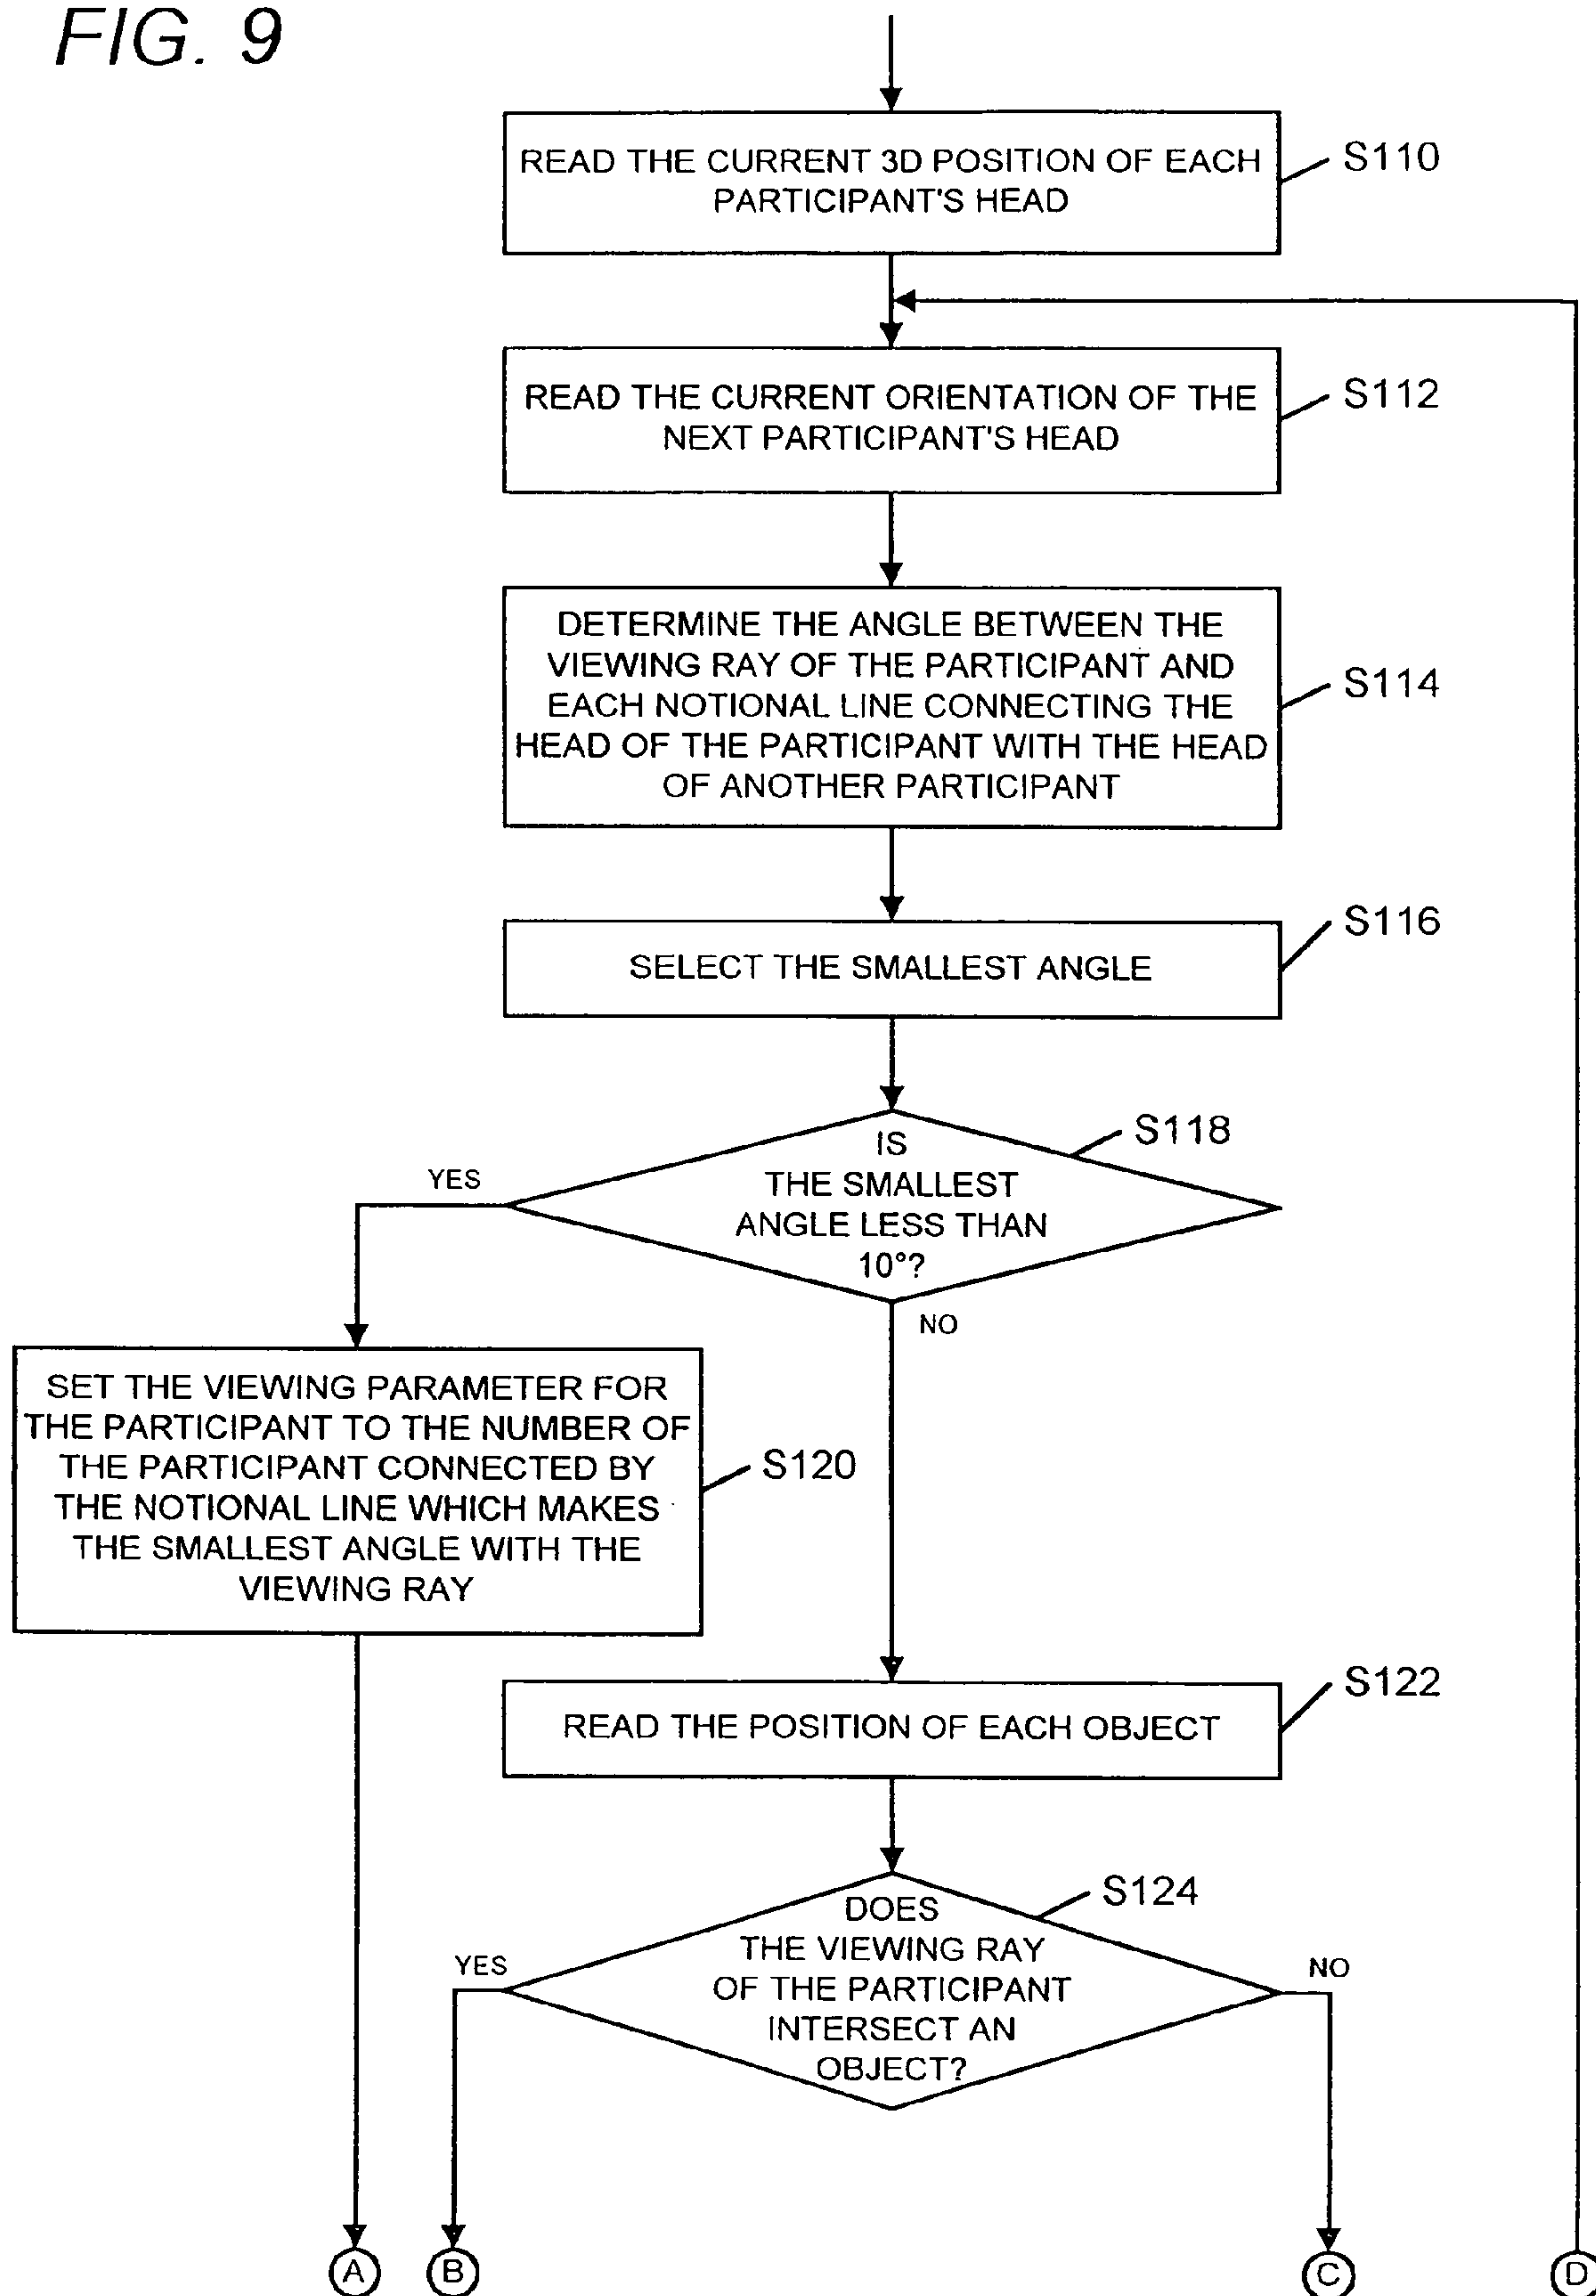 FIG. 9
READ THE CURRENT 3D POSITION OF EACH
PARTICIPANT'S HEAD
S110
READ THE CURRENT ORIENTATION OF THE
NEXT PARTICIPANT'S HEAD
S112
DETERMINE THE ANGLE BETWEEN THE
VIEWING RAY OF THE PARTICIPANT AND
EACH NOTIONAL LINE CONNECTING THE
HEAD OF THE PARTICIPANT WITH THE HEAD
OF ANOTHER PARTICIPANT
S114
SELECT THE SMALLEST ANGLE
S116
IS
THE SMALLEST
ANGLE LESS THAN
10°?
S118
YES
NO
SET THE VIEWING PARAMETER FOR
THE PARTICIPANT TO THE NUMBER OF
THE PARTICIPANT CONNECTED BY
THE NOTIONAL LINE WHICH MAKES
THE SMALLEST ANGLE WITH THE
VIEWING RAY
S120
READ THE POSITION OF EACH OBJECT
S122
DOES
THE VIEWING RAY
OF THE PARTICIPANT
INTERSECT AN
OBJECT?
S124
YES
NO
A
B
C
D